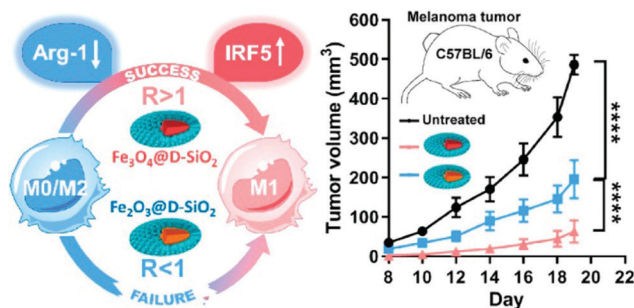 Arg-1↓
IRF5↑
SUCCESS
R>1
Fe₃O₄@D-SiO₂
M0/M2
M1
Fe₂O₃@D-SiO₂
R<1
FAILURE
Melanoma tumor
C57BL/6
Untreated
Tumor volume (mm³)
600
500
400
300
200
100
0
****
****
8 10 12 14 16 18 20 22
Day